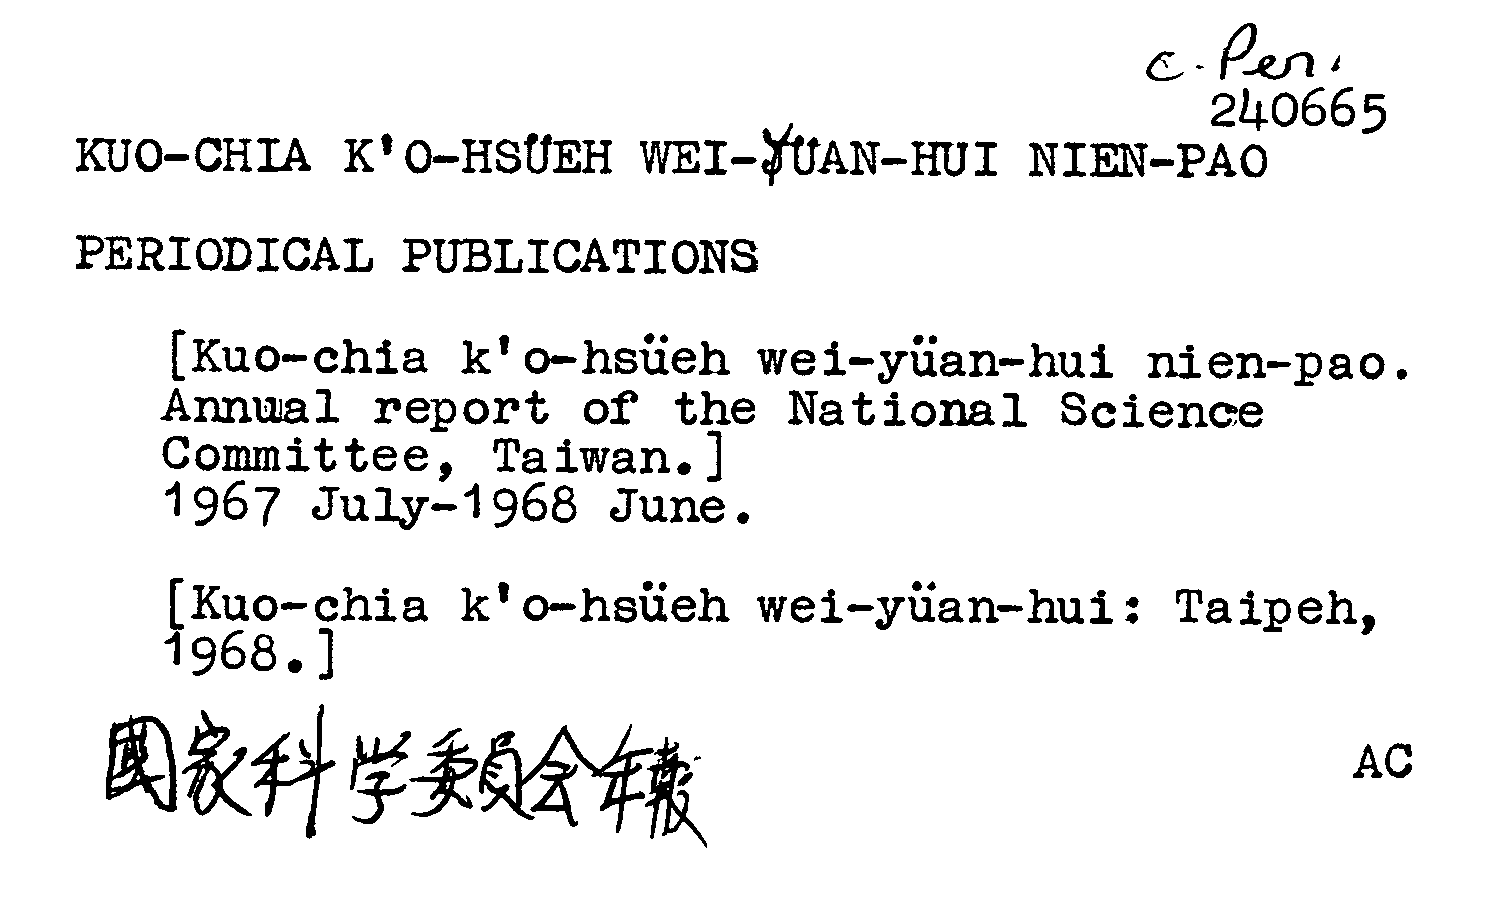 c. Per.
240665
KUO-CHIA K'O-HSÜEH WEI-YÜAN-HUI NIEN-PAO
PERIODICAL PUBLICATIONS
[Kuo-chia k'o-hsüeh wei-yüan-hui nien-pao.
Annual report of the National Science
Committee, Taiwan.]
1967 July-1968 June.
[Kuo-chia k'o-hsüeh wei-yüan-hui: Taipeh,
1968.]
國家科学委員会年報
AC